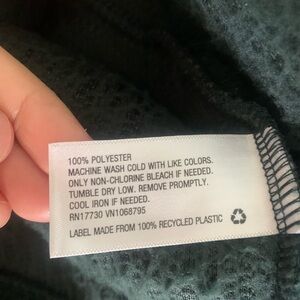 100% POLYESTER
MACHINE WASH COLD WITH LIKE COLORS.
ONLY NON-CHLORINE BLEACH IF NEEDED.
TUMBLE DRY LOW. REMOVE PROMPTLY.
COOL IRON IF NEEDED.
RN17730 VN1068795
LABEL MADE FROM 100% RECYCLED PLASTIC